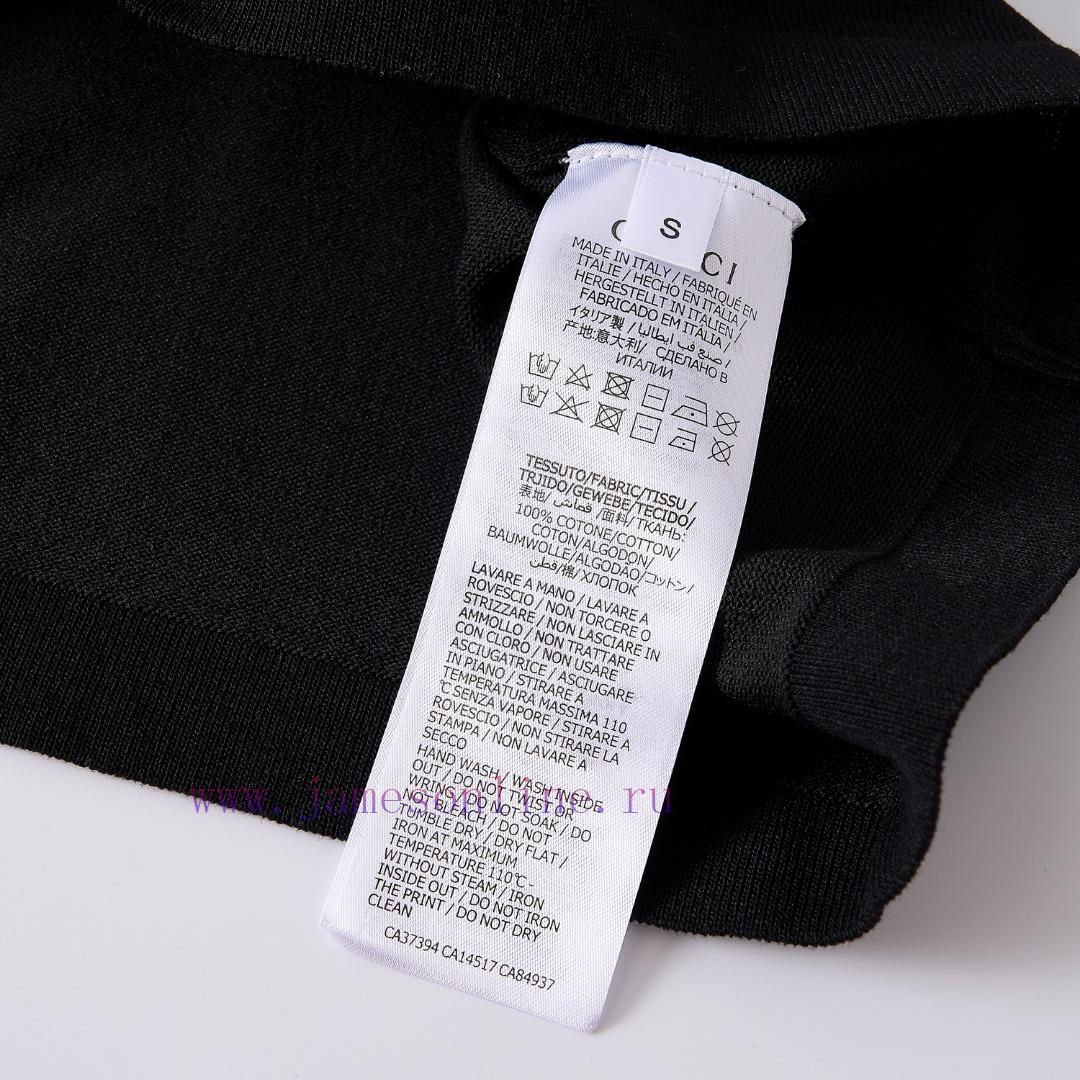 S
CI
MADE IN ITALY / FABRIQUÉ EN
ITALIE / HECHO EN ITALIA /
HERGESTELLT IN ITALIEN /
FABRICADO EM ITALIA /
イタリア製 / صنع في ايطاليا /
产地:意大利/ СДЕЛАНО В
ИТАЛИИ
TESSUTO/FABRIC/TISSU/
TRJIDO/GEWEBE/TECIDO/
表地/ قماش /面料/ТКАНЬ:
100% COTONE/COTTON/
COTON/ALGODON/
BAUMWOLLE/ALGODAO/コットン/
قطن/棉/ХЛОПОК
LAVARE A MANO / LAVARE A
ROVESCIO / NON TORCERE O
STRIZZARE / NON LASCIARE IN
AMMOLLO / NON TRATTARE
CON CLORO / NON USARE
ASCIUGATRICE / ASCIUGARE
IN PIANO / STIRARE A
TEMPERATURA MASSIMA 110
℃ SENZA VAPORE / STIRARE A
ROVESCIO / NON STIRARE LA
STAMPA / NON LAVARE A
SECCO
HAND WASH / WASH INSIDE
OUT / DO NOT TWIST OR
WRING / DO NOT SOAK / DO
NOT / DO NOT
TUMBLE DRY / DRY FLAT /
IRON AT MAXIMUM
TEMPERATURE 110℃-
WITHOUT STEAM / IRON
INSIDE OUT / DO NOT IRON
THE PRINT / DO NOT DRY
CLEAN
CA37394 CA14517 CA84937
www.jamesonline.ru